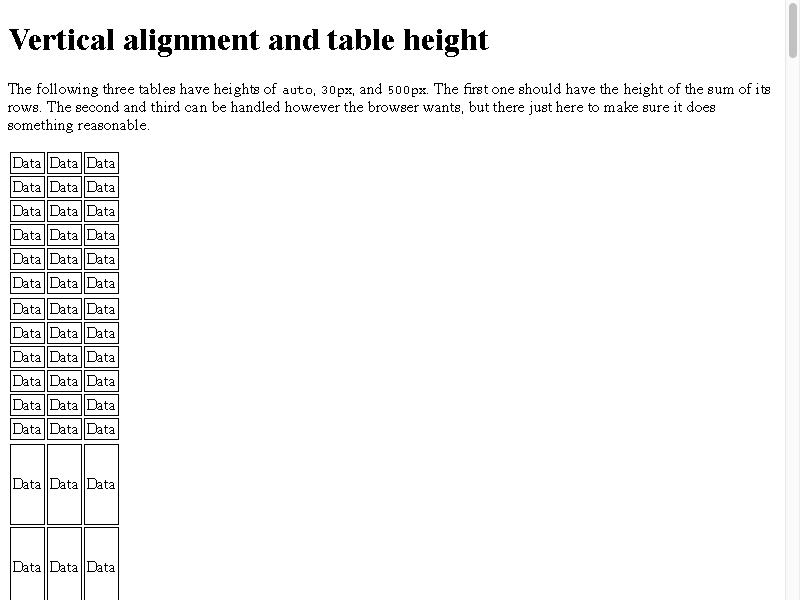 Vertical alignment and table height
The following three tables have heights of auto, 30px, and 500px. The first one should have the height of the sum of its
rows. The second and third can be handled however the browser wants, but there just here to make sure it does
something reasonable.
Data Data Data
Data Data Data
Data Data Data
Data Data Data
Data Data Data
Data Data Data
Data Data Data
Data Data Data
Data Data Data
Data Data Data
Data Data Data
Data Data Data
Data Data Data
Data Data Data